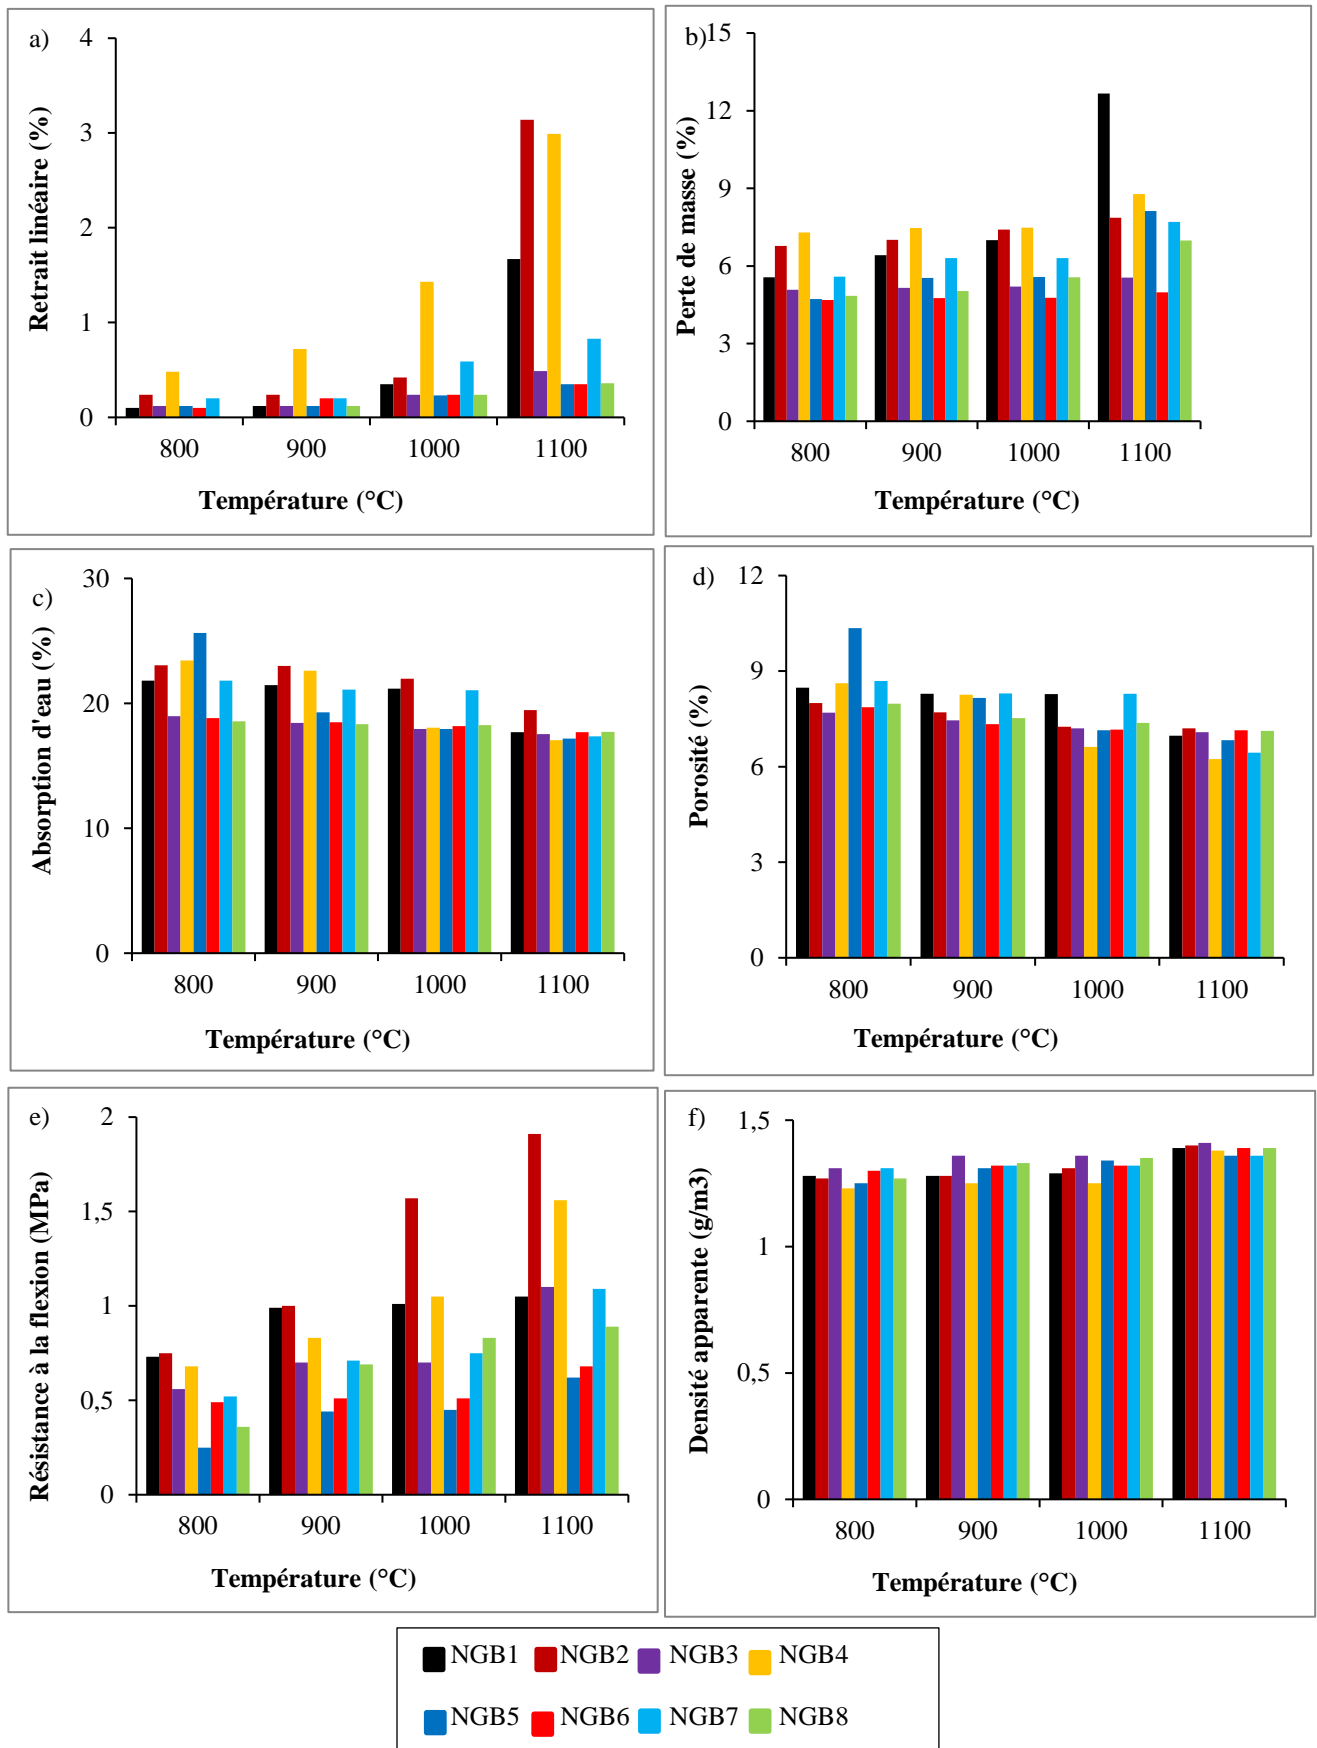 a)
4
3
2
1
0
Retrait linéaire (%)
800 900 1000 1100
Température (°C)
b)
15
12
9
6
3
0
Perte de masse (%)
800 900 1000 1100
Température (°C)
c)
30
20
10
0
Absorption d'eau (%)
800 900 1000 1100
Température (°C)
d)
12
9
6
3
0
Porosité (%)
800 900 1000 1100
Température (°C)
e)
2
1,5
1
0,5
0
Résistance à la flexion (MPa)
800 900 1000 1100
Température (°C)
f)
1,5
1
0,5
0
Densité apparente (g/m3)
800 900 1000 1100
Température (°C)
NGB1 NGB2 NGB3 NGB4
NGB5 NGB6 NGB7 NGB8